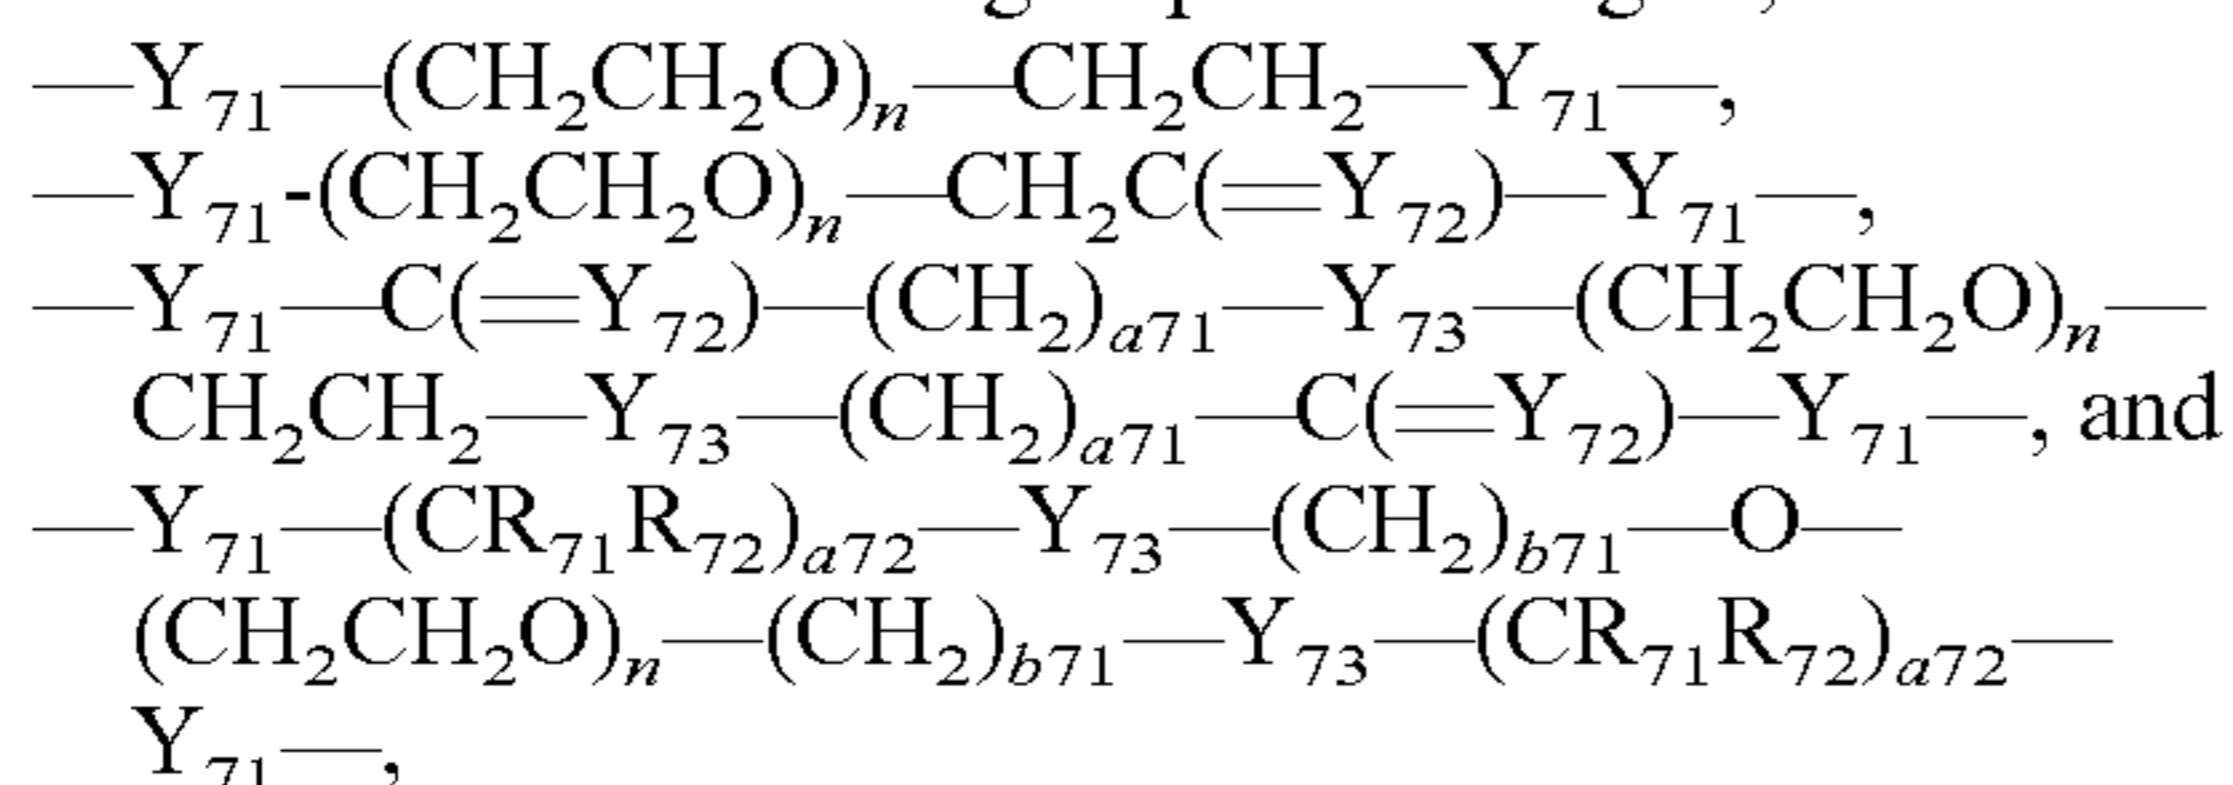 —Y₇₁—(CH₂CH₂O)ₙ—CH₂CH₂—Y₇₁—,
—Y₇₁-(CH₂CH₂O)ₙ—CH₂C(═Y₇₂)—Y₇₁—,
—Y₇₁—C(═Y₇₂)—(CH₂)a71—Y₇₃—(CH₂CH₂O)ₙ—
CH₂CH₂—Y₇₃—(CH₂)a71—C(═Y₇₂)—Y₇₁—, and
—Y₇₁—(CR₇₁R₇₂)a72—Y₇₃—(CH₂)b71—O—
(CH₂CH₂O)ₙ—(CH₂)b71—Y₇₃—(CR₇₁R₇₂)a72—
Y₇₁—,